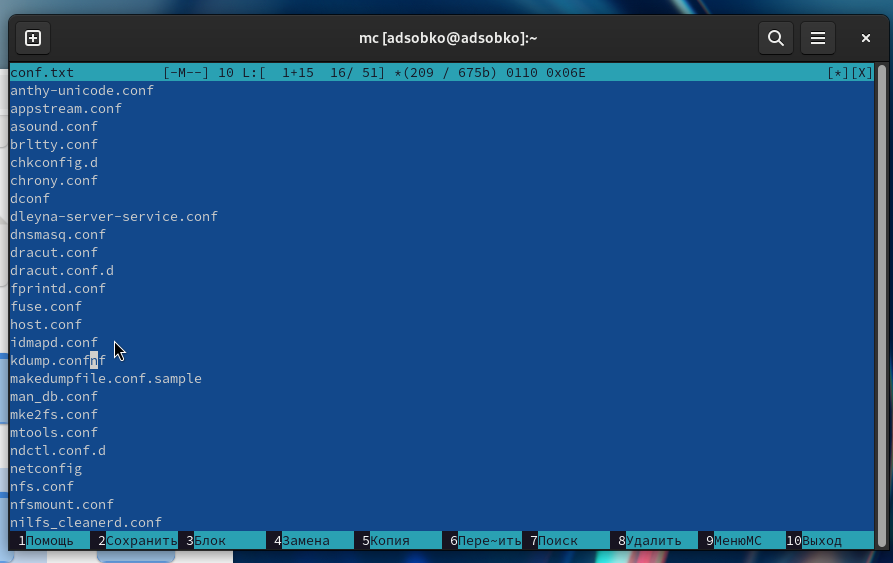 mc [adsobko@adsobko]:~
conf.txt [-M--] 10 L:[ 1+15 16/ 51] *(209 / 675b) 0110 0x06E [*][X]
anthy-unicode.conf
appstream.conf
asound.conf
brltty.conf
chkconfig.d
chrony.conf
dconf
dleyna-server-service.conf
dnsmasq.conf
dracut.conf
dracut.conf.d
fprintd.conf
fuse.conf
host.conf
idmapd.conf
kdump.confnf
makedumpfile.conf.sample
man_db.conf
mke2fs.conf
mtools.conf
ndctl.conf.d
netconfig
nfs.conf
nfsmount.conf
nilfs_cleanerd.conf
1Помощь 2Сохранить 3Блок 4Замена 5Копия 6Пере~ить 7Поиск 8Удалить 9МенюMC 10Выход